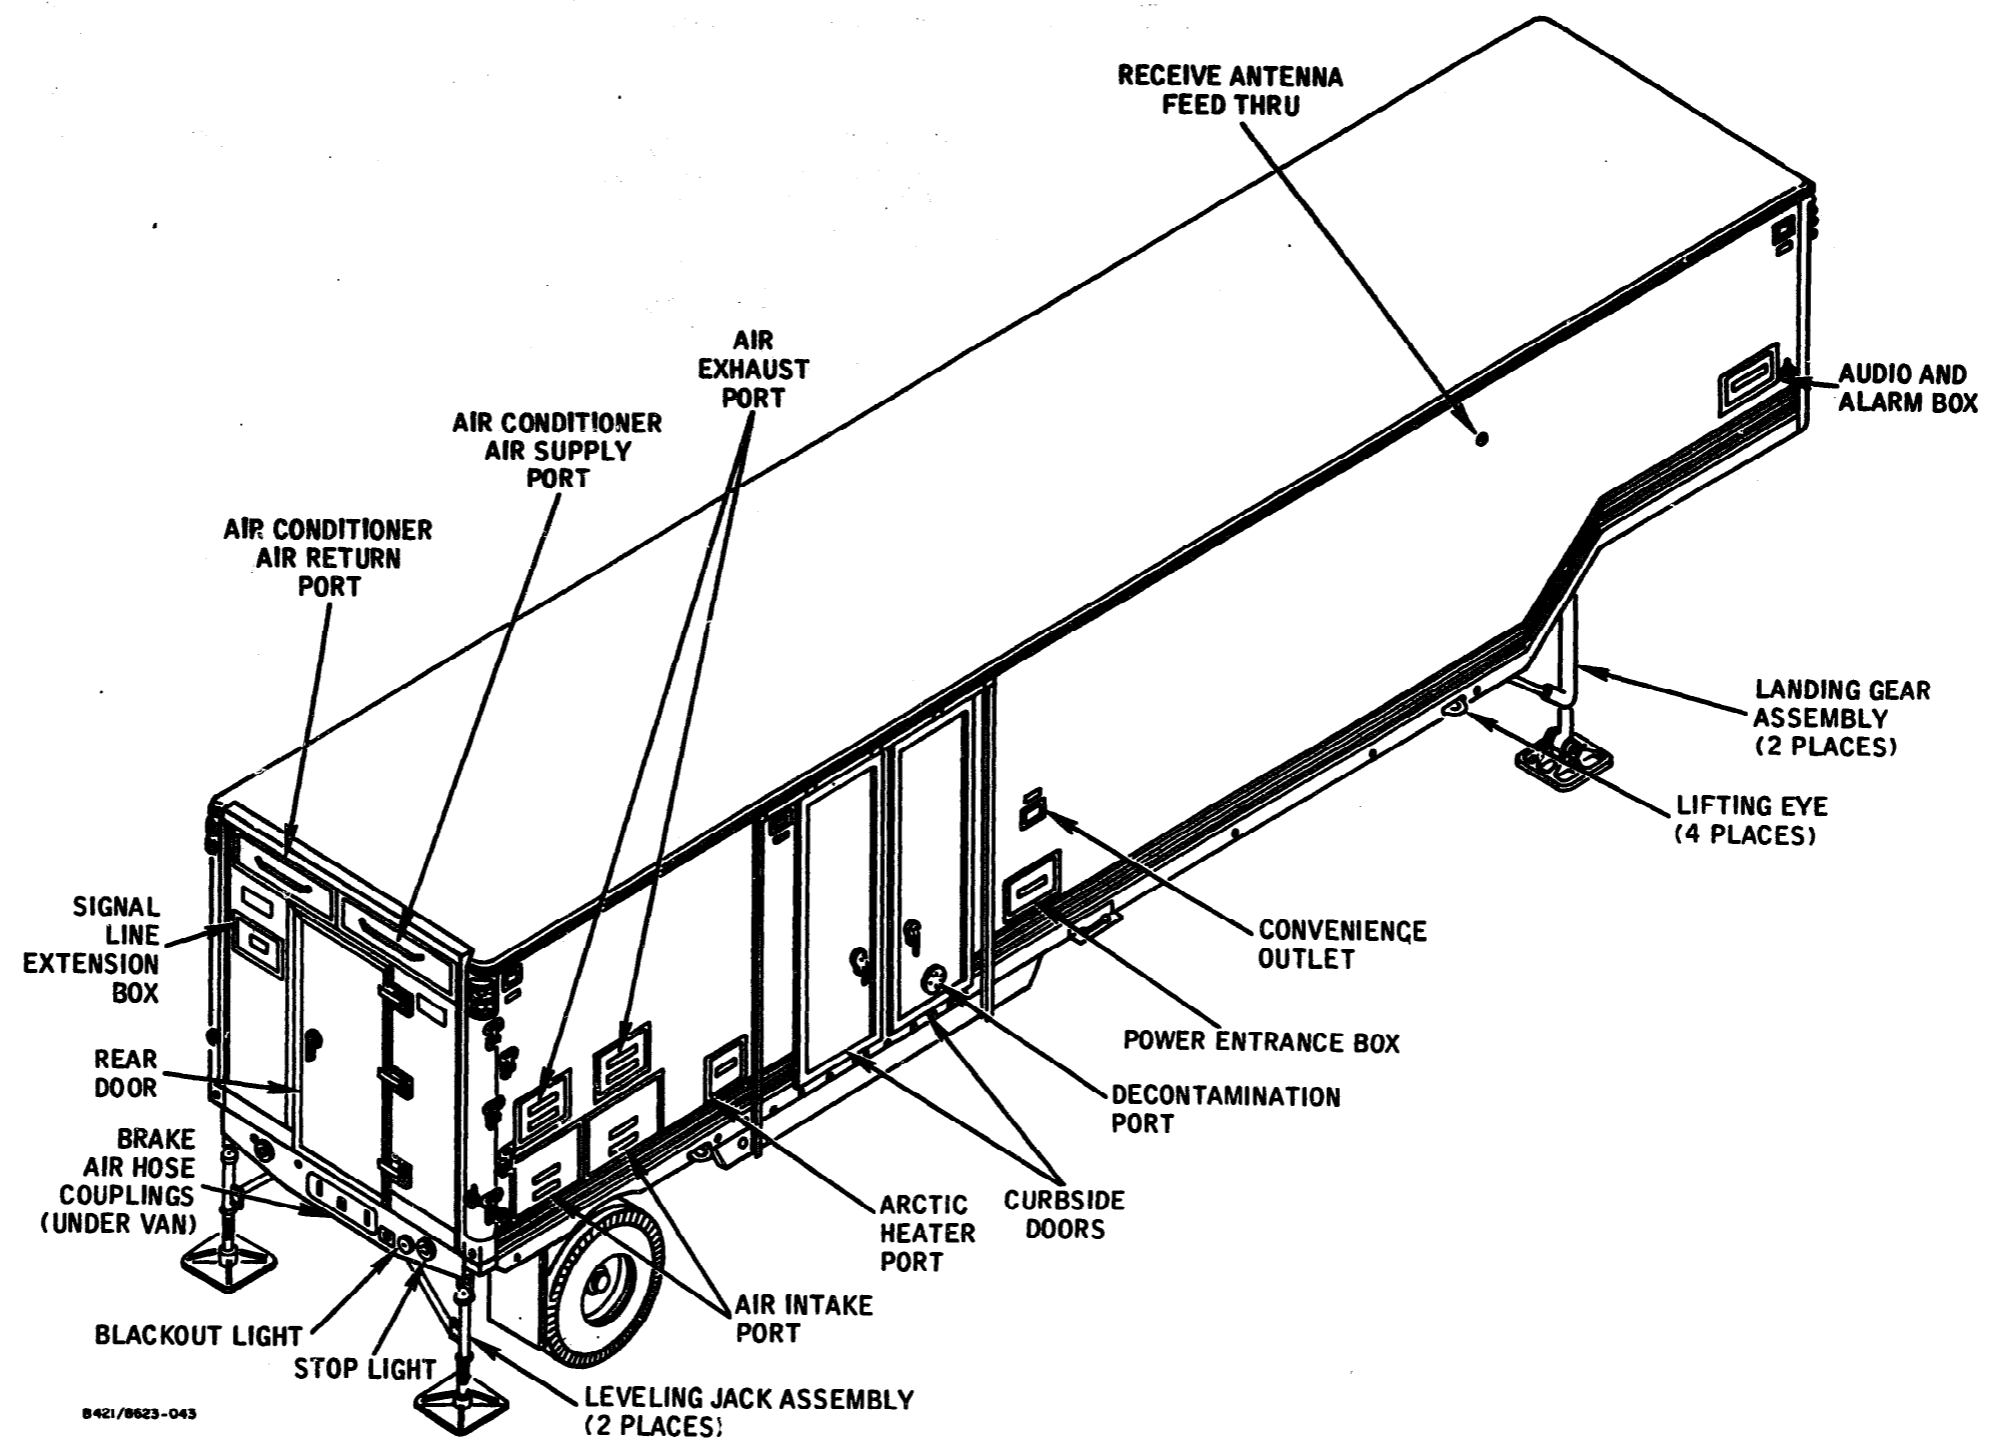 RECEIVE ANTENNA
FEED THRU
AIR
EXHAUST
PORT
AUDIO AND
ALARM BOX
AIR CONDITIONER
AIR SUPPLY
PORT
AIR CONDITIONER
AIR RETURN
PORT
LANDING GEAR
ASSEMBLY
(2 PLACES)
LIFTING EYE
(4 PLACES)
SIGNAL
LINE
EXTENSION
BOX
CONVENIENCE
OUTLET
POWER ENTRANCE BOX
REAR
DOOR
DECONTAMINATION
PORT
BRAKE
AIR HOSE
COUPLINGS
(UNDER VAN)
ARCTIC
HEATER
PORT
CURBSIDE
DOORS
AIR INTAKE
PORT
BLACKOUT LIGHT
STOP LIGHT
LEVELING JACK ASSEMBLY
(2 PLACES)
8421/8623-043